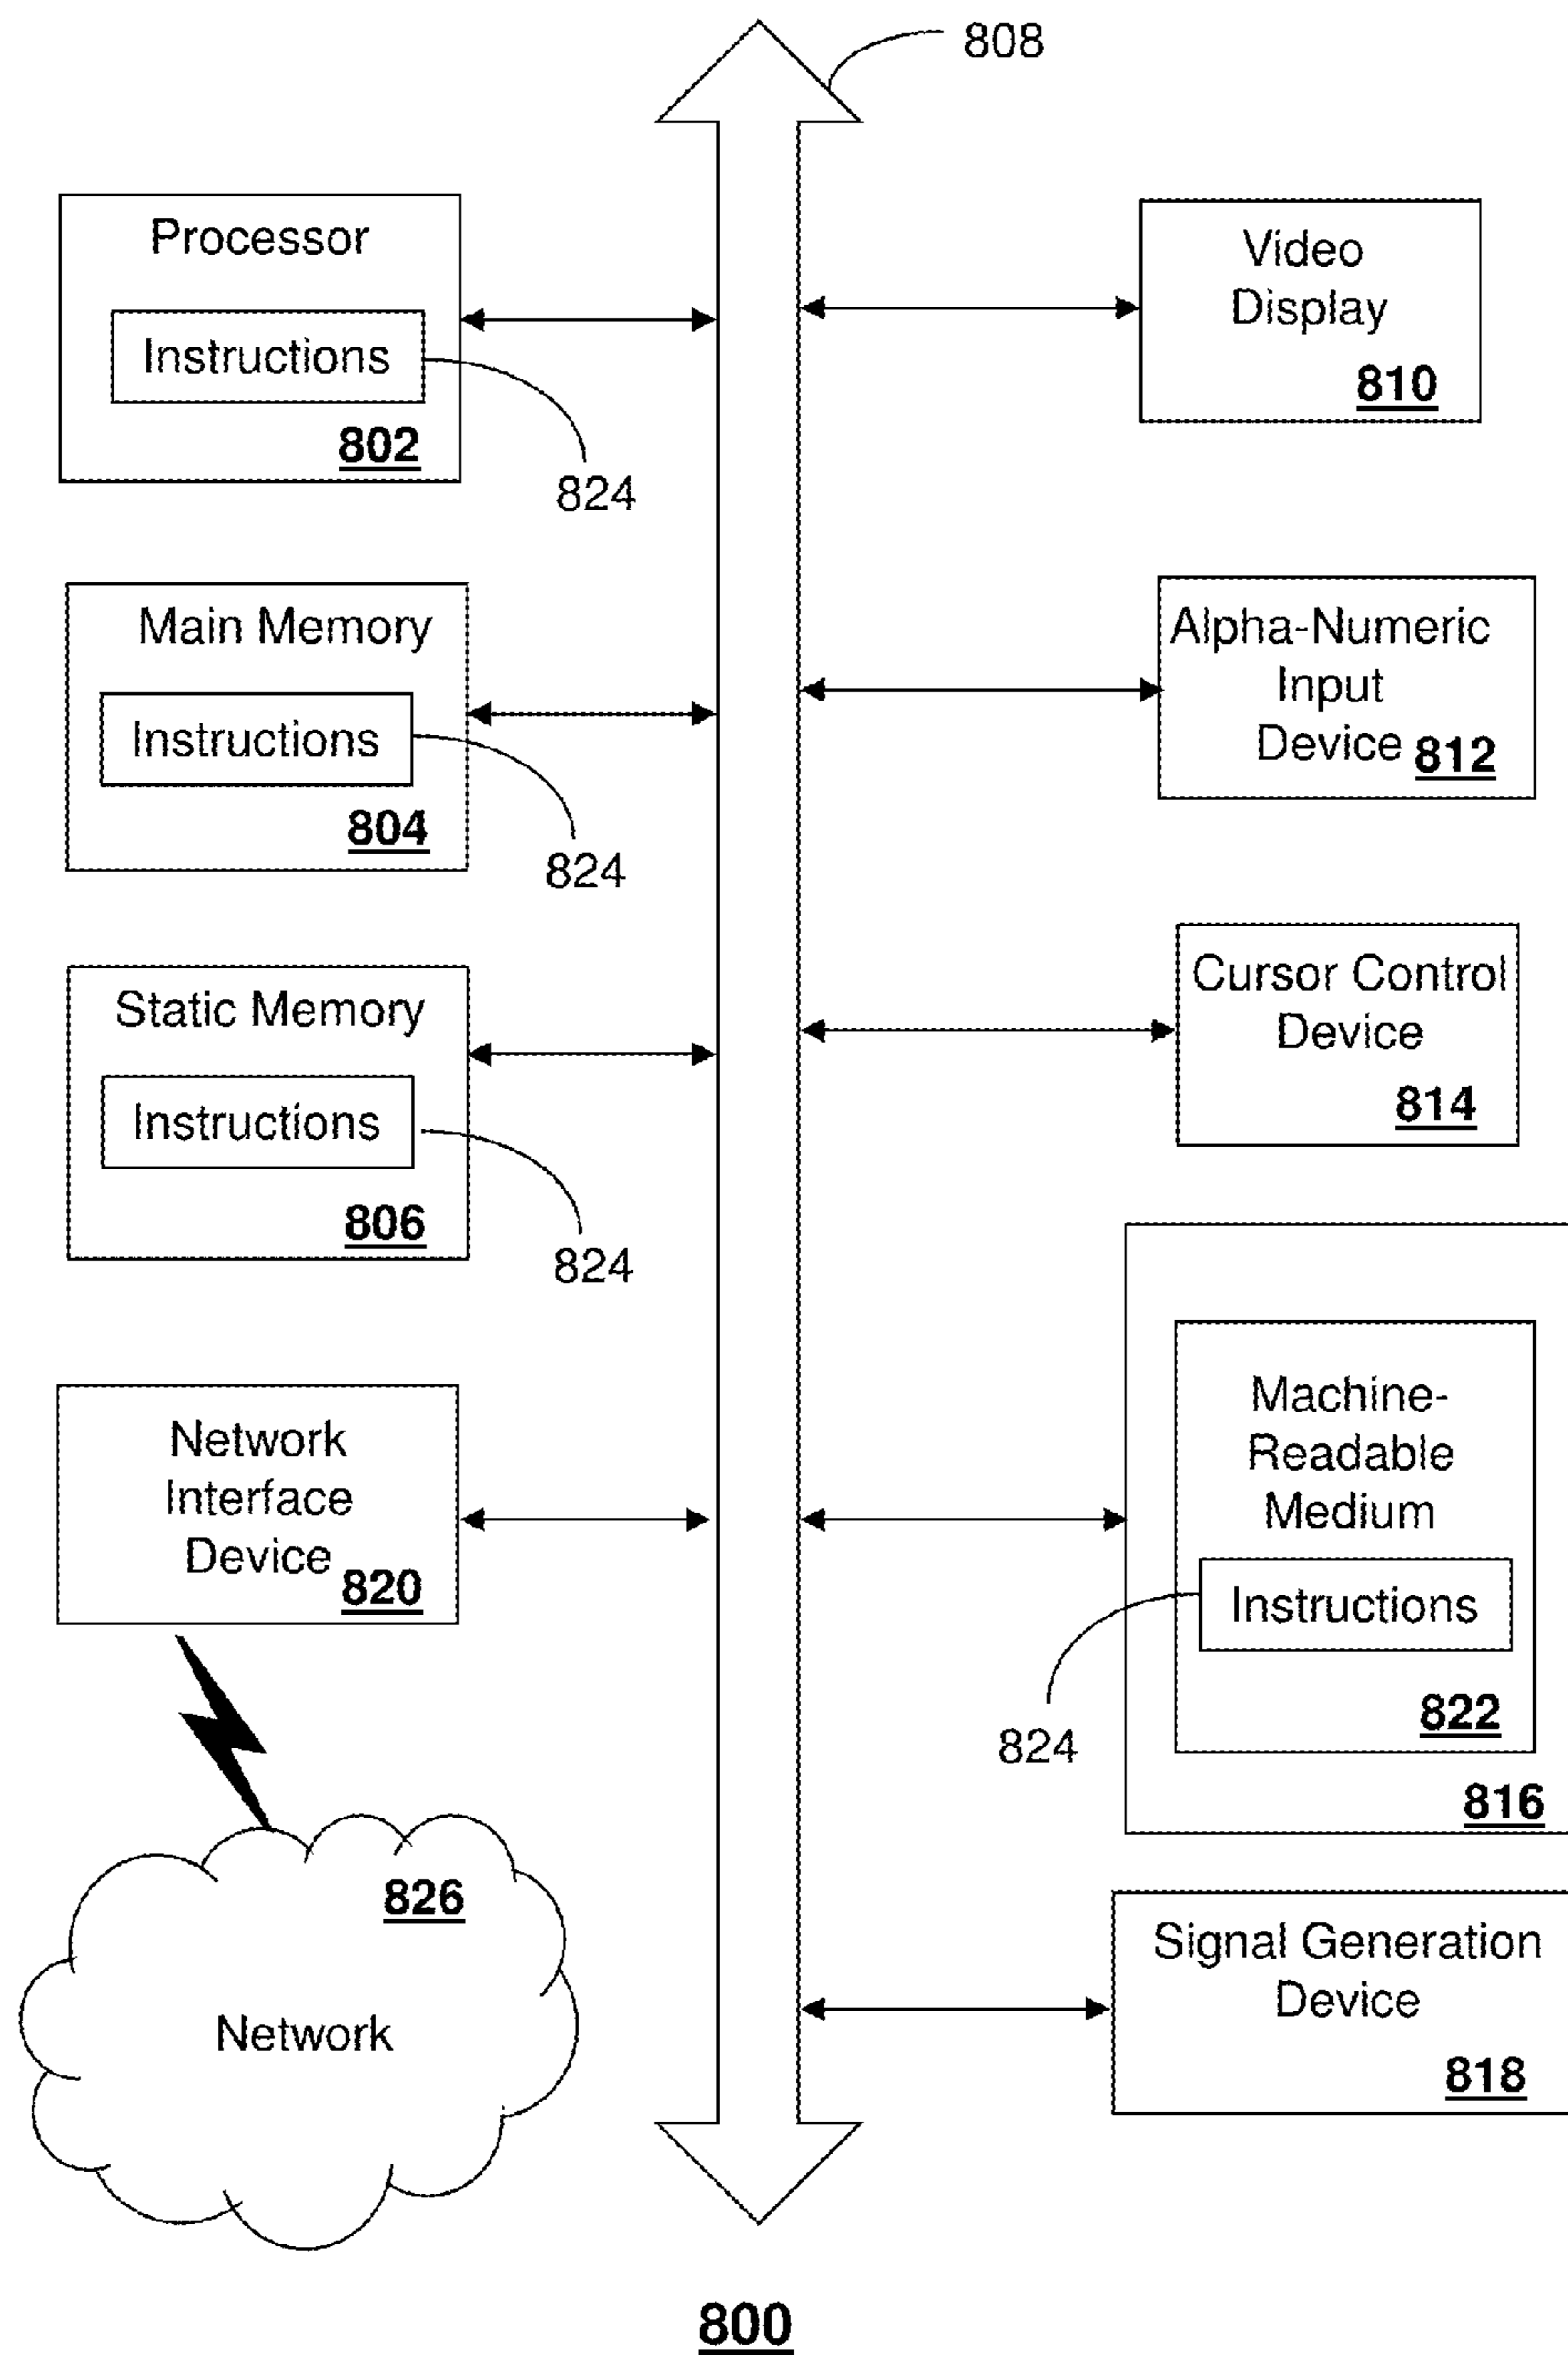 808
Processor
Instructions
802
824
Main Memory
Instructions
804
824
Static Memory
Instructions
806
824
Network
Interface
Device
820
826
Network
Video
Display
810
Alpha-Numeric
Input
Device
812
Cursor Control
Device
814
Machine-
Readable
Medium
Instructions
822
824
816
Signal Generation
Device
818
800